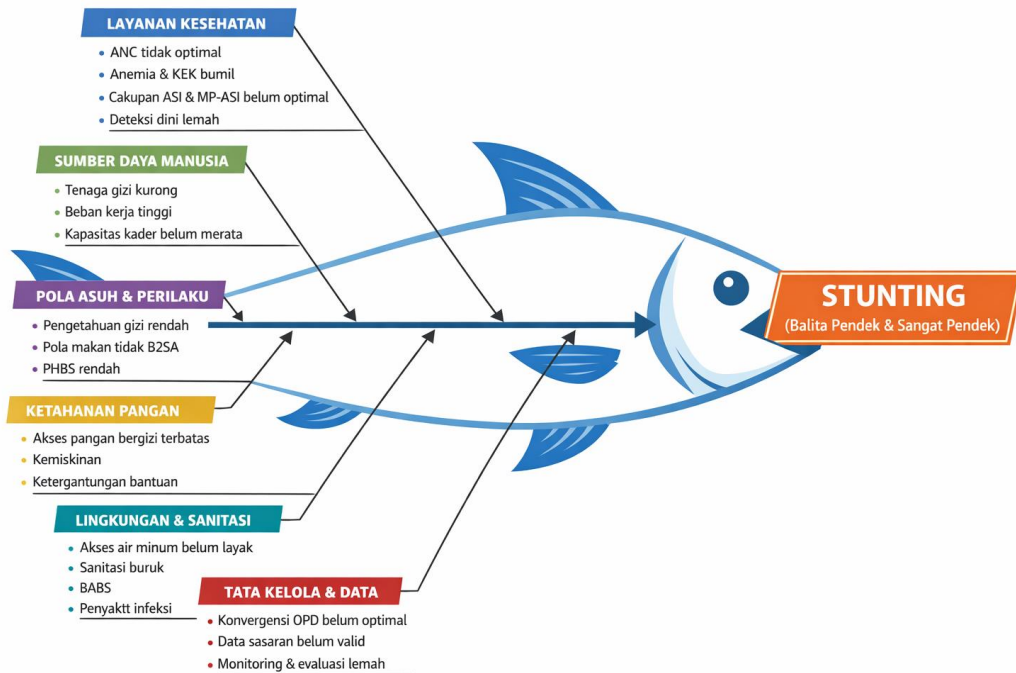 LAYANAN KESEHATAN
• ANC tidak optimal
• Anemia & KEK bumil
• Cakupan ASI & MP-ASI belum optimal
• Deteksi dini lemah
SUMBER DAYA MANUSIA
• Tenaga gizi kurong
• Beban kerja tinggi
• Kapasitas kader belum merata
POLA ASUH & PERILAKU
• Pengetahuan gizi rendah
• Pola makan tidak B2SA
• PHBS rendah
KETAHANAN PANGAN
• Akses pangan bergizi terbatas
• Kemiskinan
• Ketergantungan bantuan
LINGKUNGAN & SANITASI
• Akses air minum belum layak
• Sanitasi buruk
• BABS
• Penyaktt infeksi
TATA KELOLA & DATA
• Konvergensi OPD belum optimal
• Data sasaran belum valid
• Monitoring & evaluasi lemah
STUNTING
(Balita Pendek & Sangat Pendek)